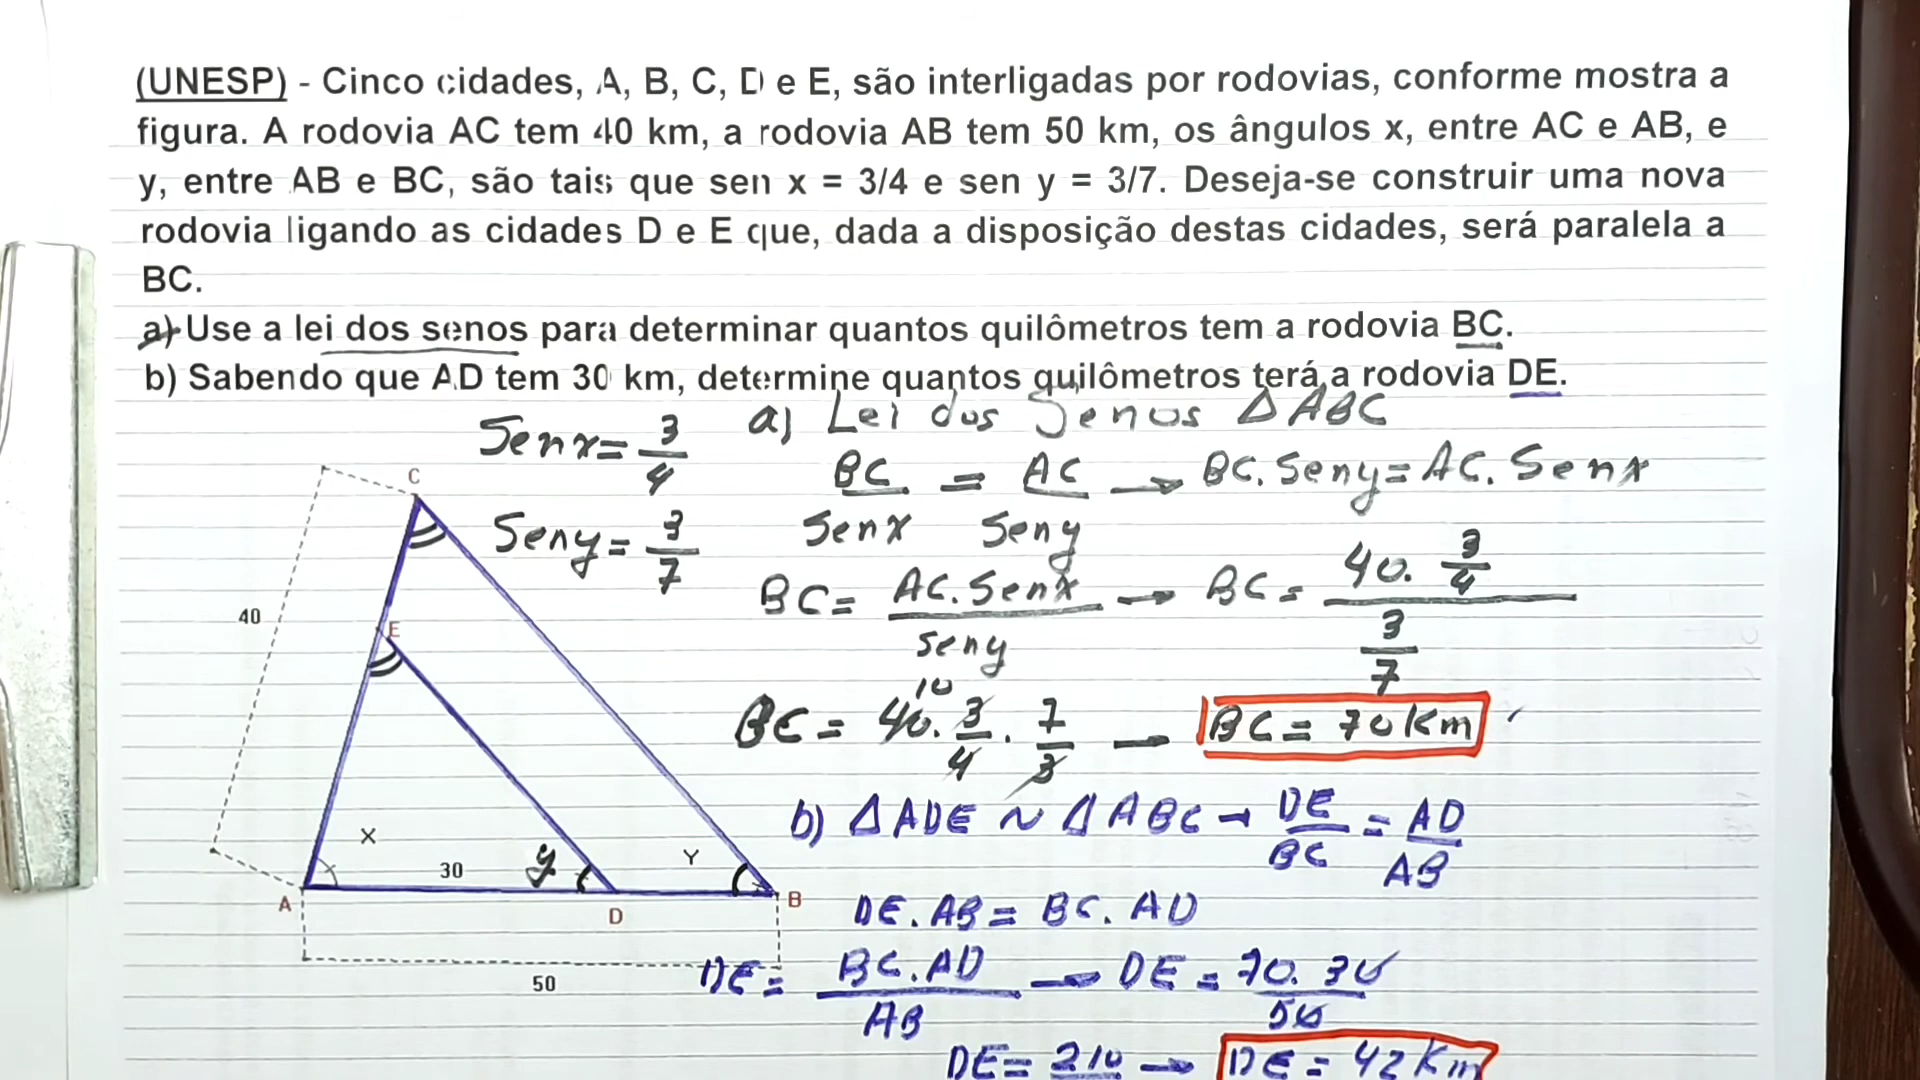 (UNESP) - Cinco cidades, A, B, C, D e E, são interligadas por rodovias, conforme mostra a
figura. A rodovia AC tem 40 km, a rodovia AB tem 50 km, os ângulos x, entre AC e AB, e
y, entre AB e BC, são tais que sen x = 3/4 e sen y = 3/7. Deseja-se construir uma nova
rodovia ligando as cidades D e E que, dada a disposição destas cidades, será paralela a
BC.
a) Use a lei dos senos para determinar quantos quilômetros tem a rodovia BC.
b) Sabendo que AD tem 30 km, determine quantos quilômetros terá a rodovia DE.
Senx = 3/4
Seny = 3/7
a) Lei dos Senos ΔABC
BC/Senx = AC/Seny → BC.Seny = AC.Senx
BC = AC.Senx/seny → BC = 40.3/4 / 3/7
10
BC = 40.3/4.7/3 → BC = 70Km
b) ΔADE ~ ΔABC → DE/BC = AD/AB
DE.AB = BC.AD
DE = BC.AD/AB → DE = 70.30/50
DE = 210 → DE = 42Km
C
40
E
X
30
y
Y
A
D
B
50